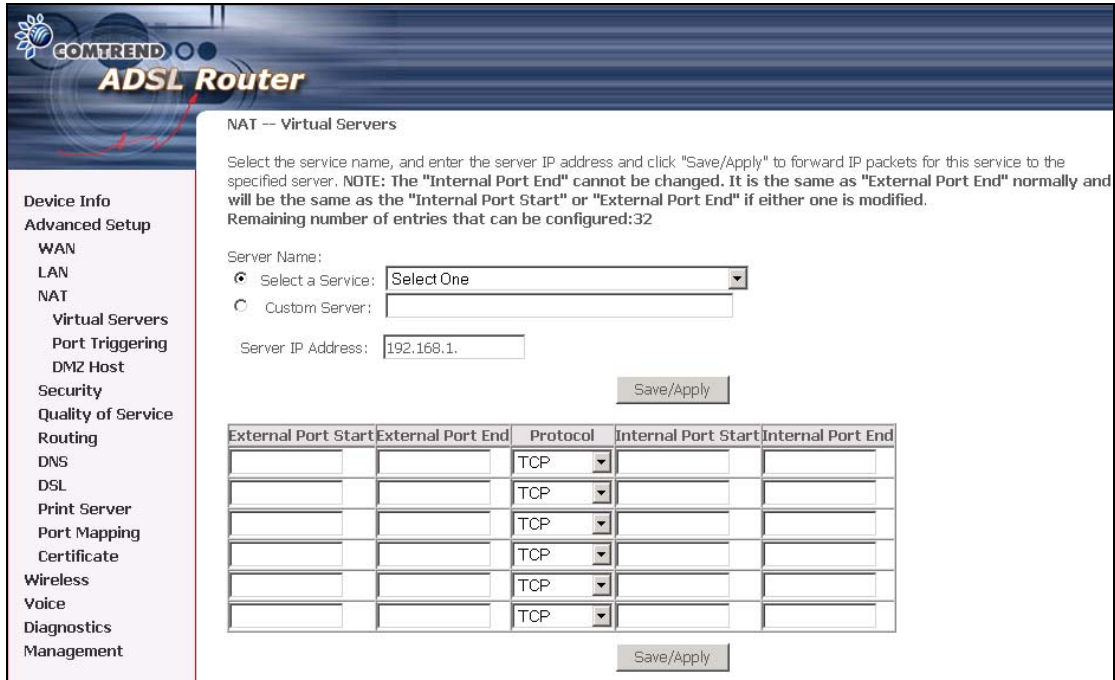 COMTREND
ADSL Router
Device Info
Advanced Setup
WAN
LAN
NAT
Virtual Servers
Port Triggering
DMZ Host
Security
Quality of Service
Routing
DNS
DSL
Print Server
Port Mapping
Certificate
Wireless
Voice
Diagnostics
Management
NAT -- Virtual Servers
Select the service name, and enter the server IP address and click "Save/Apply" to forward IP packets for this service to the
specified server. NOTE: The "Internal Port End" cannot be changed. It is the same as "External Port End" normally and
will be the same as the "Internal Port Start" or "External Port End" if either one is modified.
Remaining number of entries that can be configured:32
Server Name:
Select a Service: Select One
Custom Server:
Server IP Address: 192.168.1.
Save/Apply
External Port Start External Port End Protocol Internal Port Start Internal Port End
TCP
TCP
TCP
TCP
TCP
TCP
Save/Apply